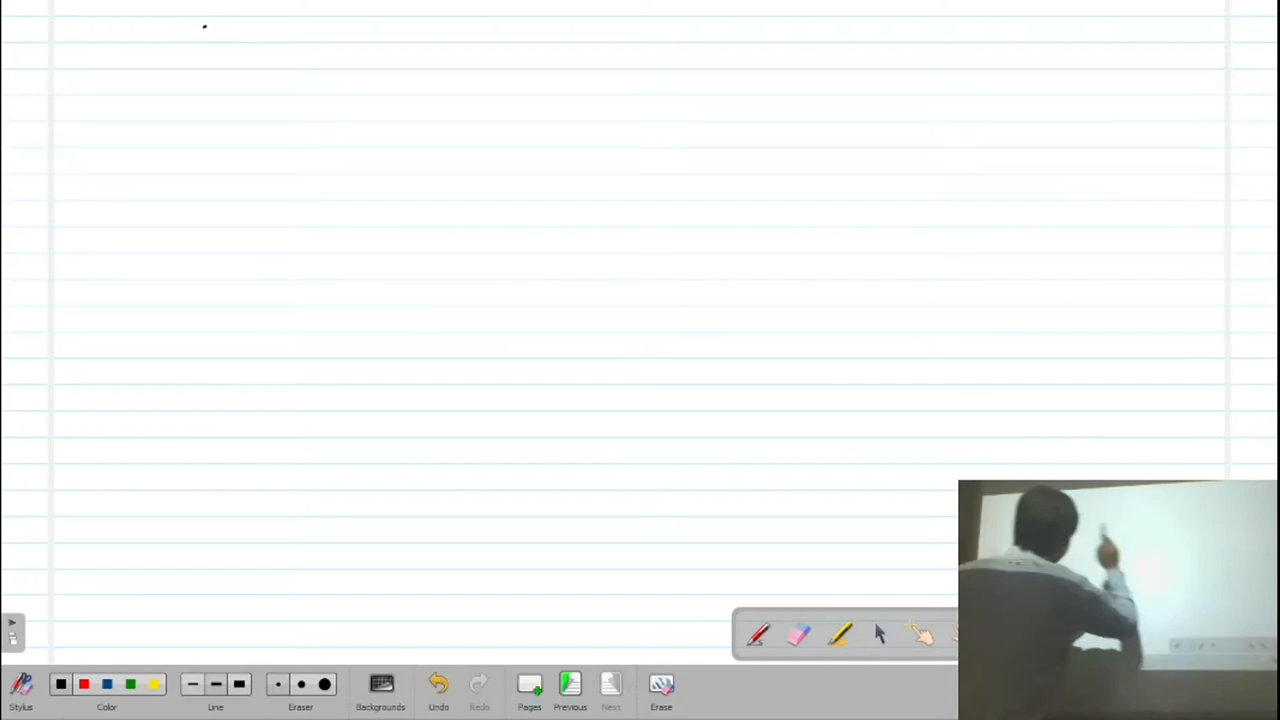 Stylus
Color
Line
Eraser
Backgrounds
Undo
Redo
Pages
Previous
Next
Erase